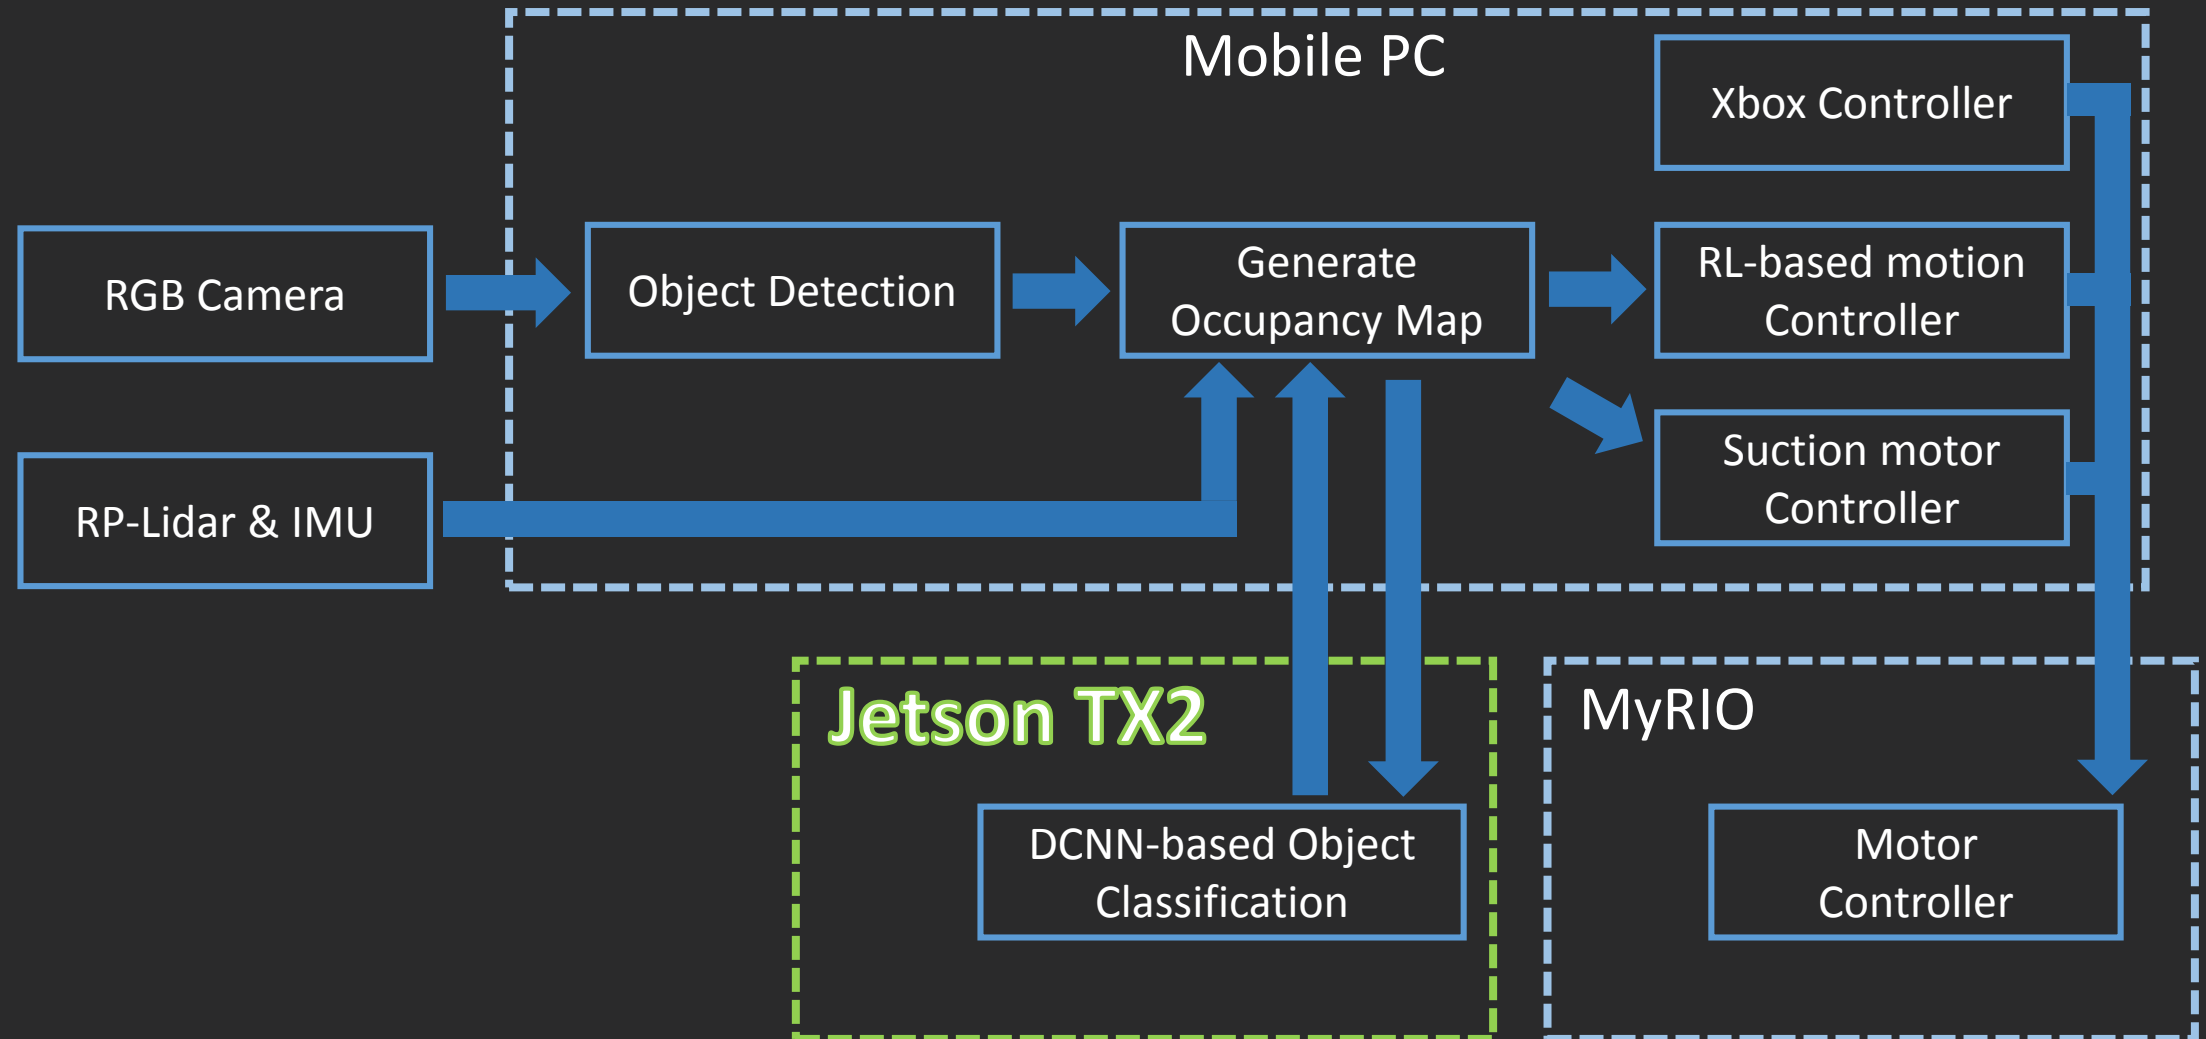 Mobile PC
Xbox Controller
RGB Camera
Object Detection
Generate
Occupancy Map
RL-based motion
Controller
RP-Lidar & IMU
Suction motor
Controller
Jetson TX2
MyRIO
DCNN-based Object
Classification
Motor
Controller